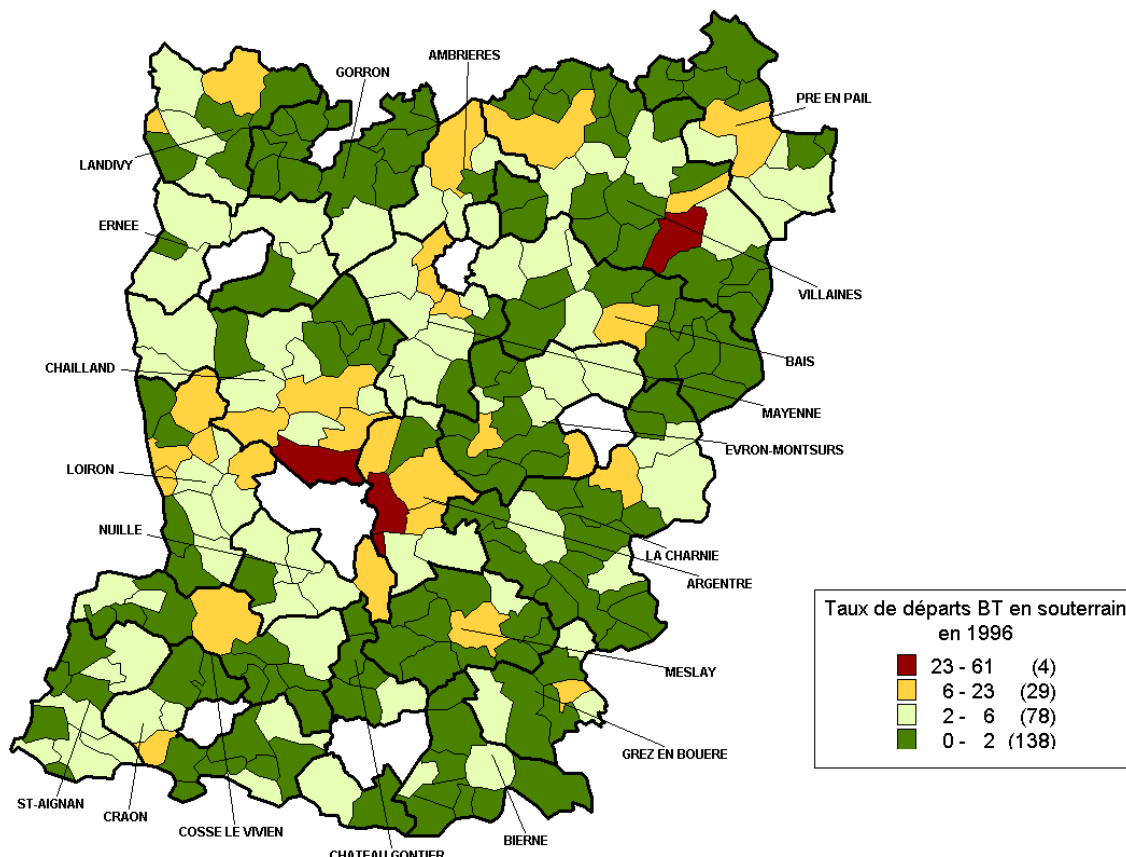 AMBRIERES
GORRON
PRE EN PAIL
LANDIVY
ERNEE
VILLAINES
BAIS
CHAILLAND
MAYENNE
EVRON-MONTSURS
LOIRON
NUILLE
LA CHARNIE
ARGENTRE
MESLAY
GREZ EN BOUERE
ST-AIGNAN
CRAON
COSSE LE VIVIEN
BIERNE
CHATEAU GONTIER
Taux de départs BT en souterrain
en 1996
23 - 61 (4)
6 - 23 (29)
2 - 6 (78)
0 - 2 (138)